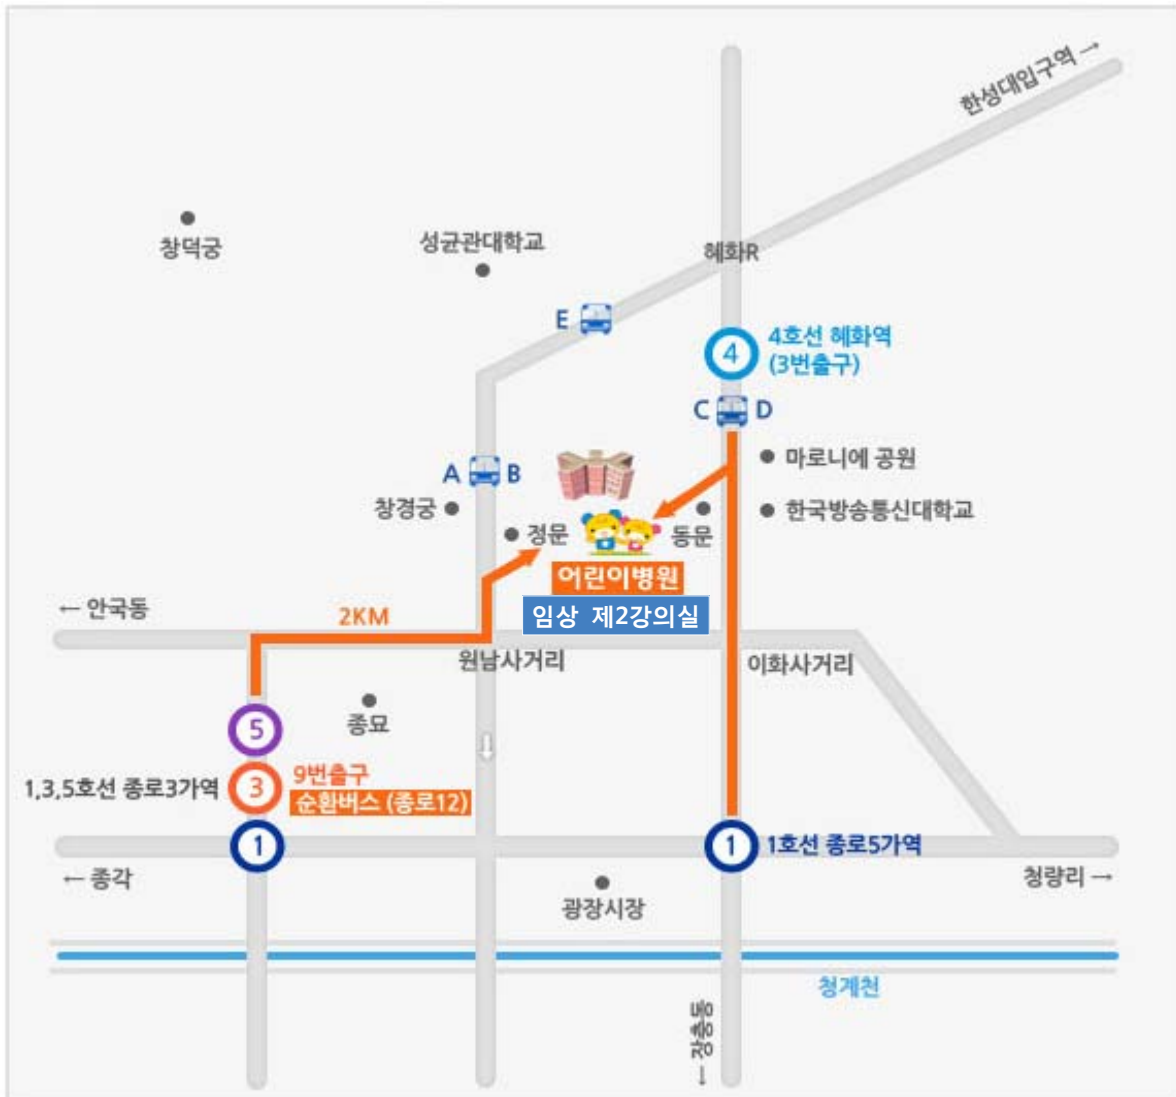 한성대입구역 →
창덕궁
성균관대학교
혜화R
E
4
4호선 혜화역
(3번출구)
C D
A B
마로니에 공원
창경궁
정문
동문
한국방송통신대학교
어린이병원
임상 제2강의실
← 안국동
2KM
원남사거리
이화사거리
종묘
5
1,3,5호선 종로3가역
3
9번출구
순환버스 (종로12)
1
1
1호선 종로5가역
← 종각
청량리 →
광장시장
청계천
← 장충동